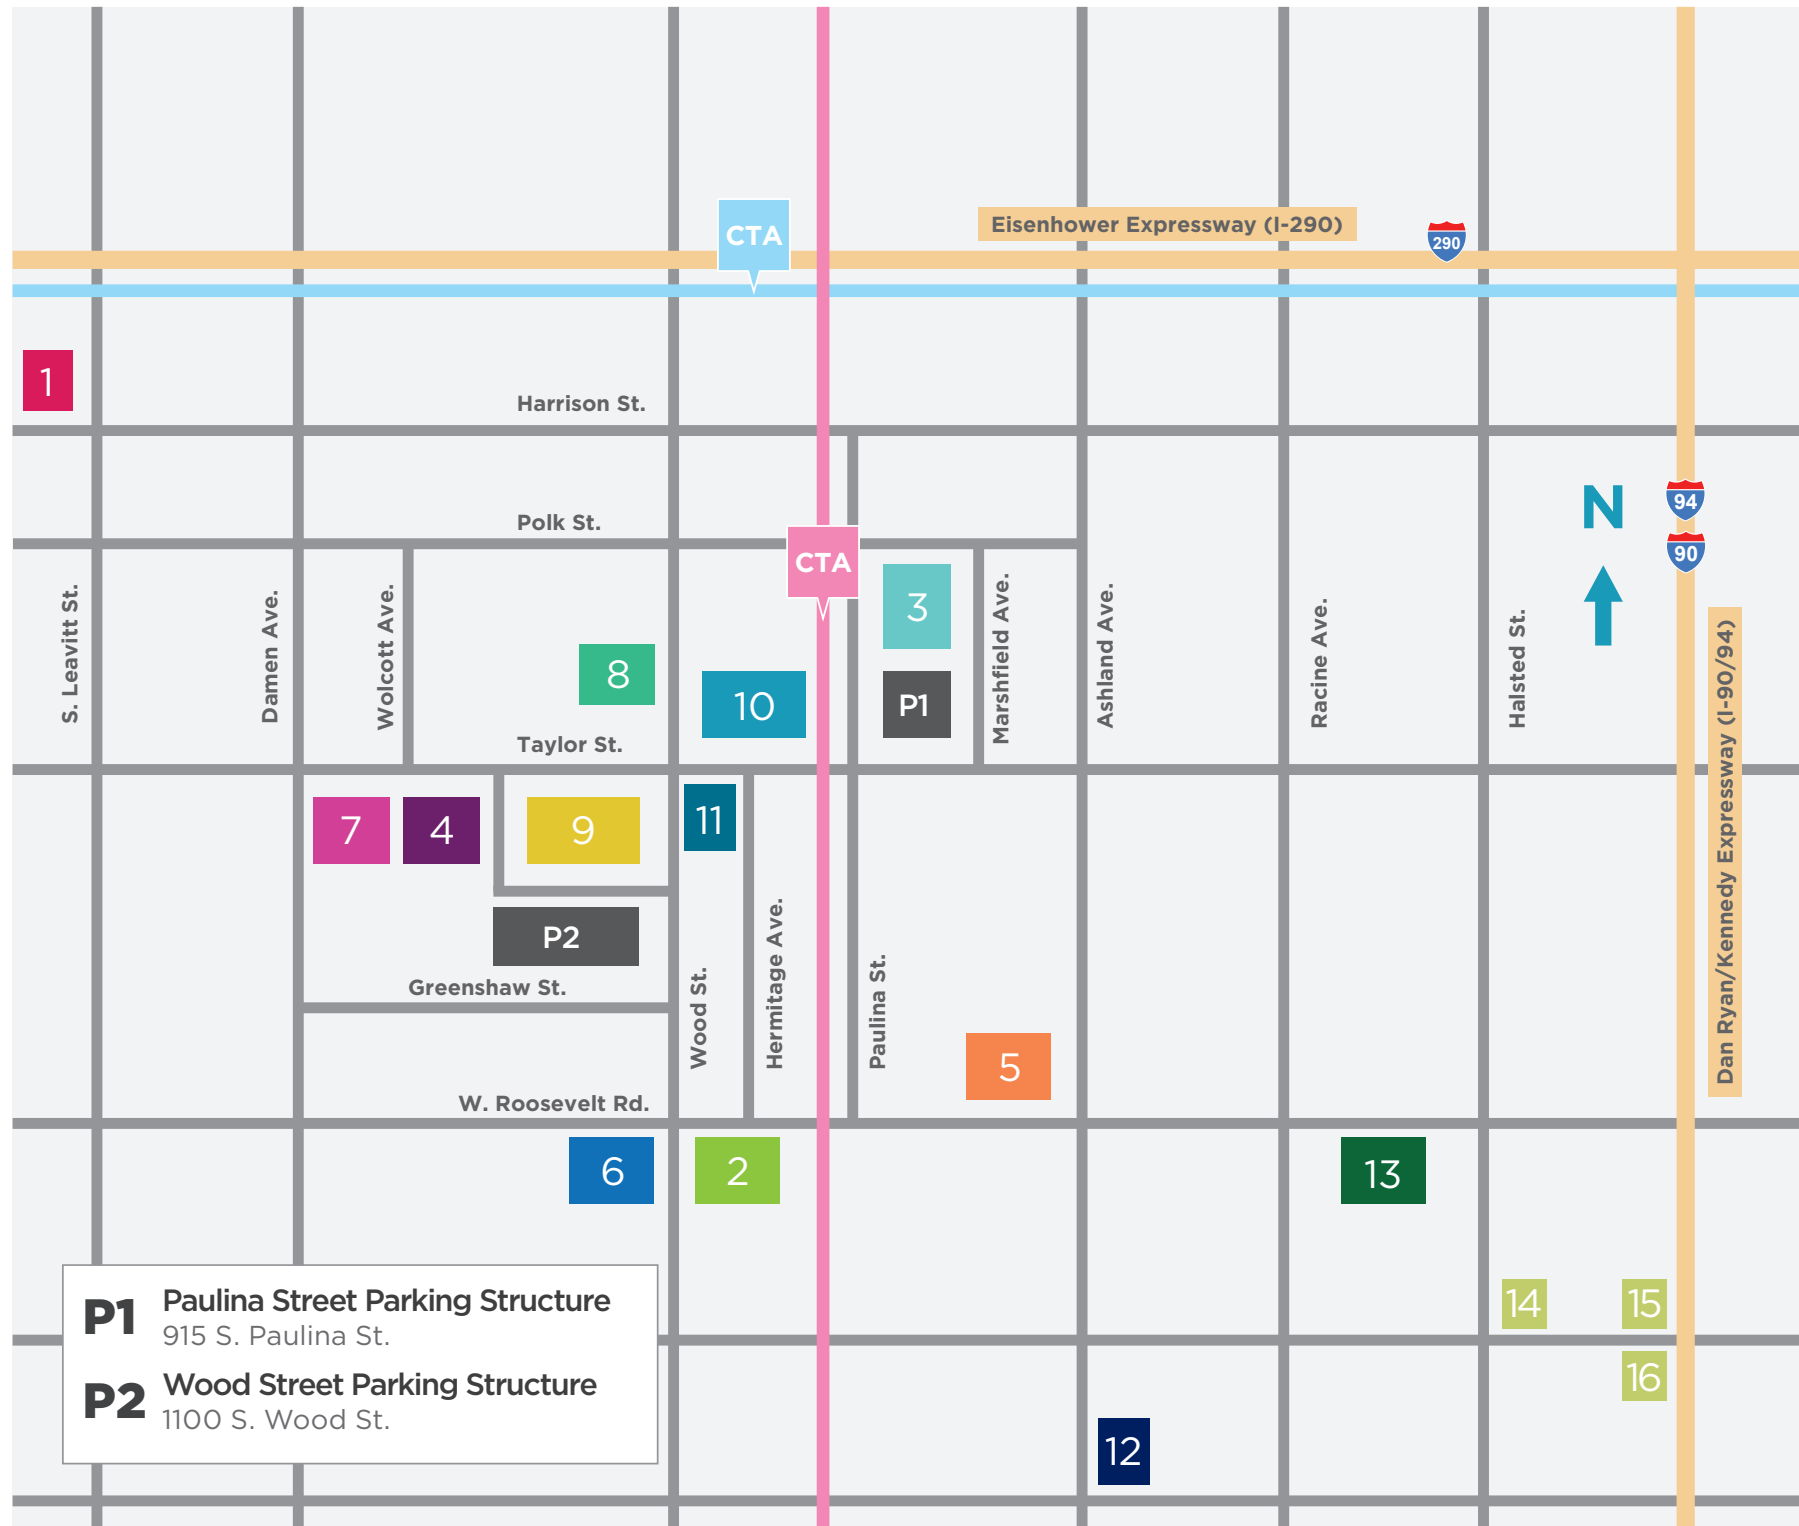 CTA
Eisenhower Expressway (I-290)
290
1
Harrison St.
N
94
90
Polk St.
CTA
S. Leavitt St.
Damen Ave.
Wolcott Ave.
3
Marshfield Ave.
Ashland Ave.
Racine Ave.
Halsted St.
8
10
P1
Taylor St.
Dan Ryan/Kennedy Expressway (I-90/94)
7
4
9
11
P2
Greenshaw St.
Wood St.
Hermitage Ave.
Paulina St.
5
W. Roosevelt Rd.
6
2
13
14
15
16
12
P1 Paulina Street Parking Structure
915 S. Paulina St.
P2 Wood Street Parking Structure
1100 S. Wood St.